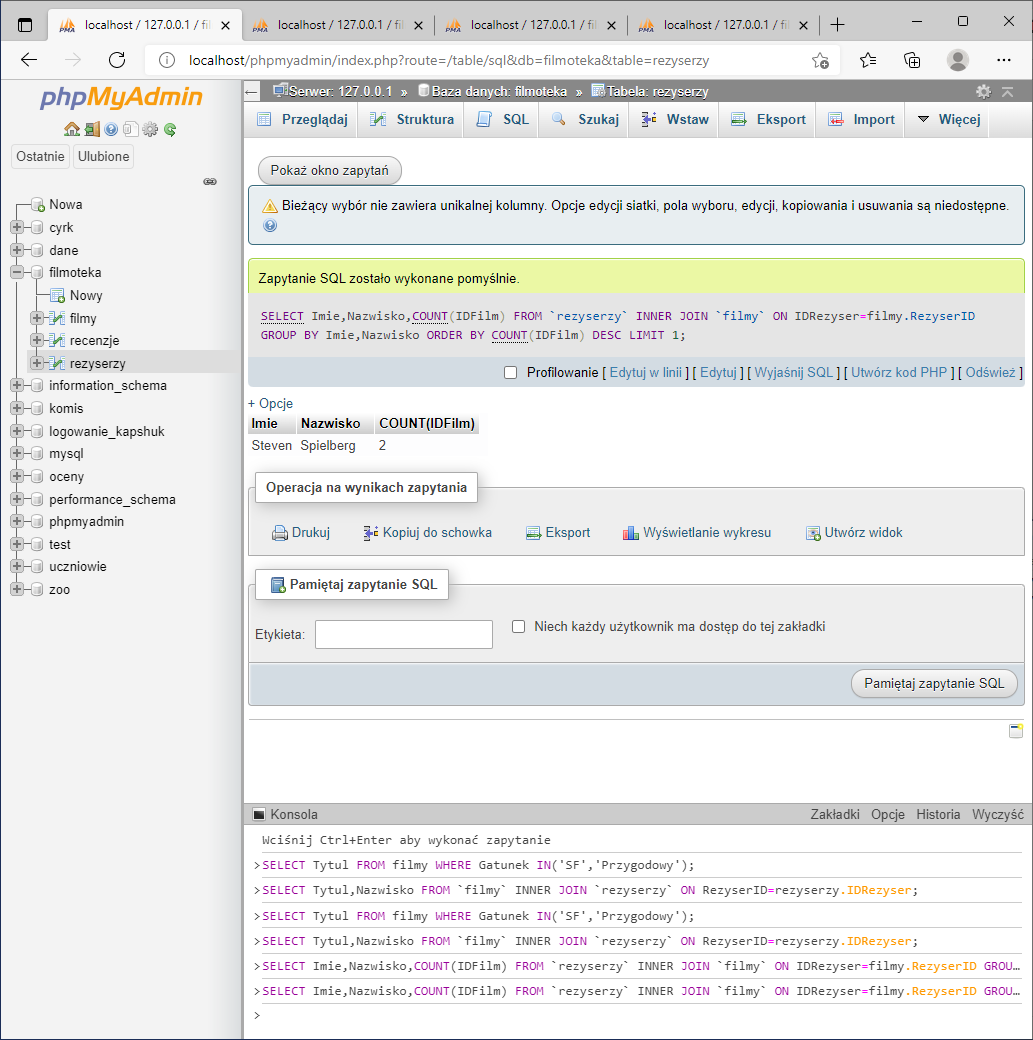 localhost / 127.0.0.1 / fil
localhost / 127.0.0.1 / film
localhost / 127.0.0.1 / film
localhost / 127.0.0.1 / film
localhost/phpmyadmin/index.php?route=/table/sql&db=filmoteka&table=rezyserzy
phpMyAdmin
Ostatnie Ulubione
Nowa
cyrk
dane
filmoteka
Nowy
filmy
recenzje
rezyserzy
information_schema
komis
logowanie_kapshuk
mysql
oceny
performance_schema
phpmyadmin
test
uczniowie
zoo
Serwer: 127.0.0.1 » Baza danych: filmoteka » Tabela: rezyserzy
Przeglądaj Struktura SQL Szukaj Wstaw Eksport Import Więcej
Pokaż okno zapytań
Bieżący wybór nie zawiera unikalnej kolumny. Opcje edycji siatki, pola wyboru, edycji, kopiowania i usuwania są niedostępne.
Zapytanie SQL zostało wykonane pomyślnie.
SELECT Imie,Nazwisko,COUNT(IDFilm) FROM `rezyserzy` INNER JOIN `filmy` ON IDRezyser=filmy.RezyserID
GROUP BY Imie,Nazwisko ORDER BY COUNT(IDFilm) DESC LIMIT 1;
Profilowanie [ Edytuj w linii ] [ Edytuj ] [ Wyjaśnij SQL ] [ Utwórz kod PHP ] [ Odśwież ]
+ Opcje
Imie Nazwisko COUNT(IDFilm)
Steven Spielberg 2
Operacja na wynikach zapytania
Drukuj Kopiuj do schowka Eksport Wyświetlanie wykresu Utwórz widok
Pamiętaj zapytanie SQL
Etykieta: Niech każdy użytkownik ma dostęp do tej zakładki
Pamiętaj zapytanie SQL
Konsola Zakładki Opcje Historia Wyczyść
Wciśnij Ctrl+Enter aby wykonać zapytanie
>SELECT Tytul FROM filmy WHERE Gatunek IN('SF','Przygodowy');
>SELECT Tytul,Nazwisko FROM `filmy` INNER JOIN `rezyserzy` ON RezyserID=rezyserzy.IDRezyser;
>SELECT Tytul FROM filmy WHERE Gatunek IN('SF','Przygodowy');
>SELECT Tytul,Nazwisko FROM `filmy` INNER JOIN `rezyserzy` ON RezyserID=rezyserzy.IDRezyser;
>SELECT Imie,Nazwisko,COUNT(IDFilm) FROM `rezyserzy` INNER JOIN `filmy` ON IDRezyser=filmy.RezyserID GROU…
>SELECT Imie,Nazwisko,COUNT(IDFilm) FROM `rezyserzy` INNER JOIN `filmy` ON IDRezyser=filmy.RezyserID GROU…
>